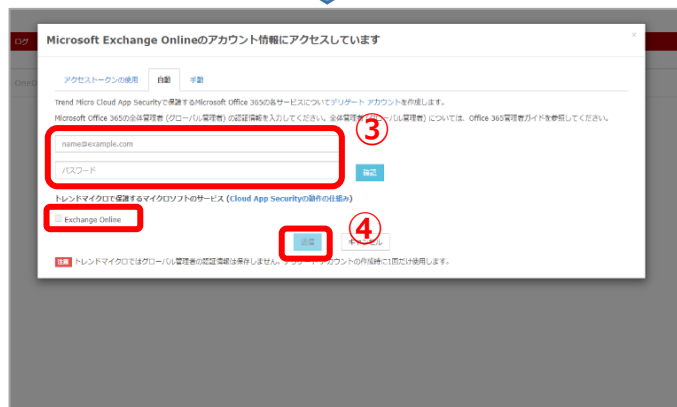 ログ
Microsoft Exchange Onlineのアカウント情報にアクセスしています
×
OneD
アクセストークンの使用 自動 手動
Trend Micro Cloud App Securityで保護するMicrosoft Office 365の各サービスについてデリゲート アカウントを作成します。
Microsoft Office 365の全体管理者 (グローバル管理者) の認証情報を入力してください。全体管理者 (グローバル管理者) については、Office 365管理者ガイドを参照してください。
③
name@example.com
パスワード
確認
トレンドマイクロで保護するマイクロソフトのサービス (Cloud App Securityの動作の仕組み)
Exchange Online
④
送信 キャンセル
注意 トレンドマイクロではグローバル管理者の認証情報は保存しません。デリゲート アカウントの作成時に1回だけ使用します。